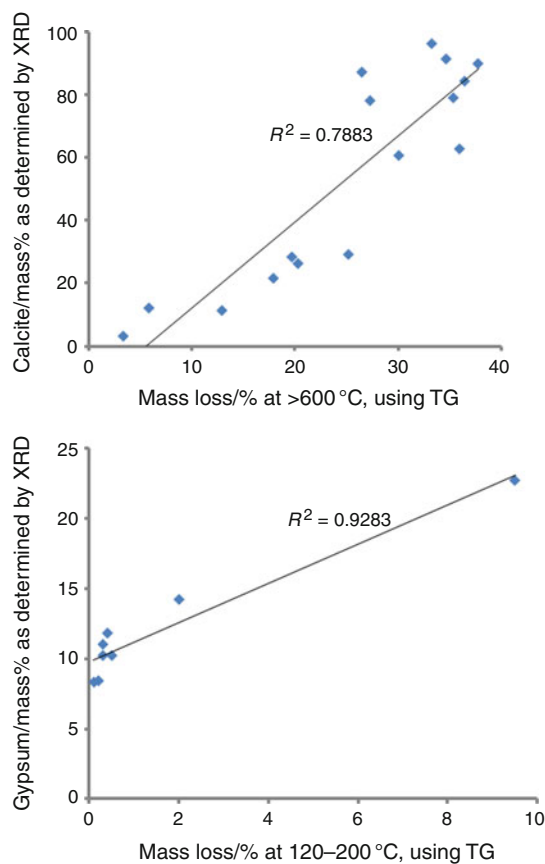 Calcite/mass% as determined by XRD
100
80
60
40
20
0
R² = 0.7883
0 10 20 30 40
Mass loss/% at >600 °C, using TG
Gypsum/mass% as determined by XRD
25
20
15
10
5
0
R² = 0.9283
0 2 4 6 8 10
Mass loss/% at 120–200 °C, using TG